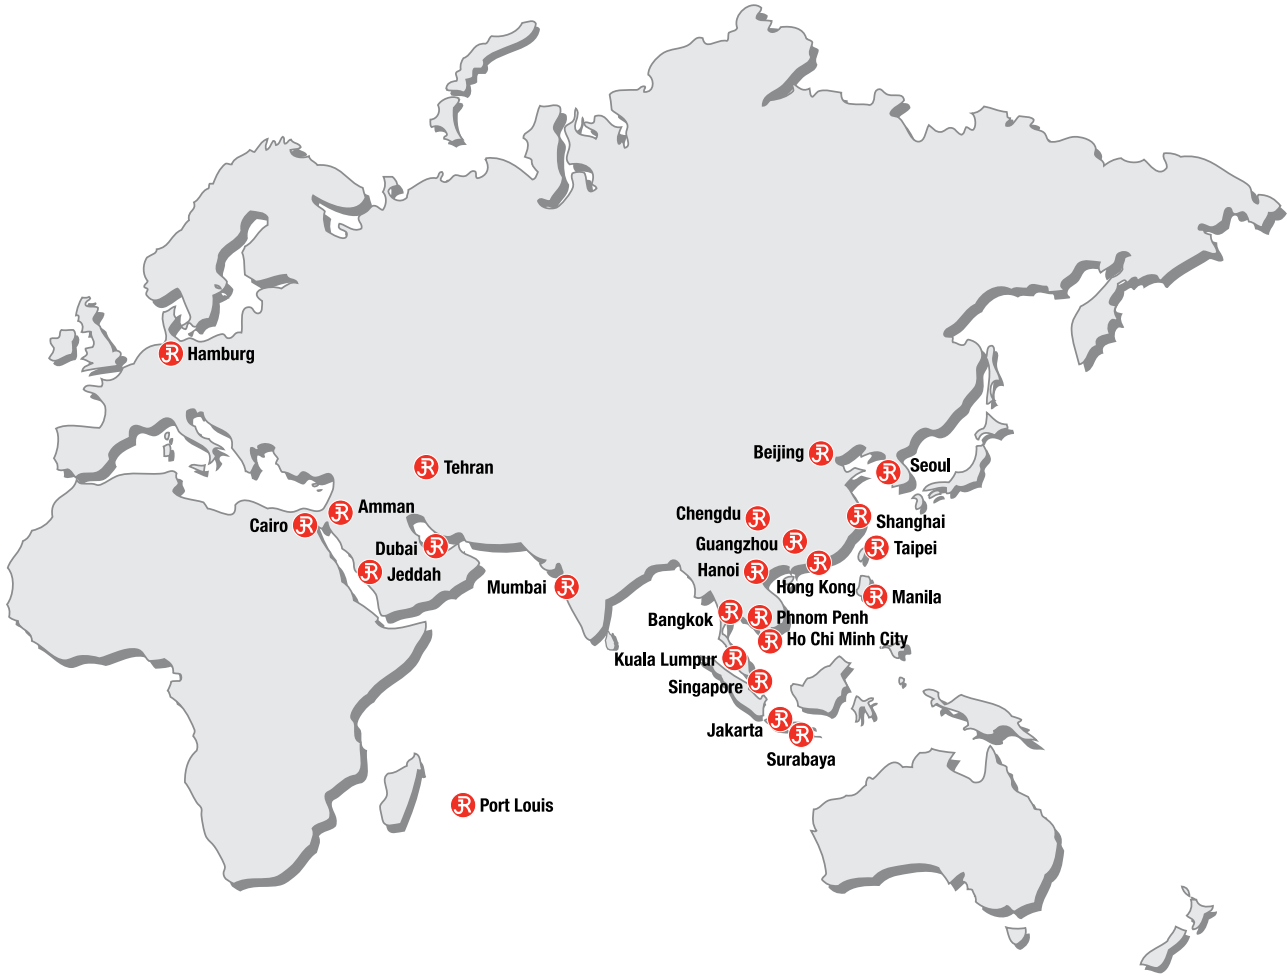 Hamburg
Beijing
Seoul
Tehran
Amman
Chengdu
Shanghai
Cairo
Guangzhou
Dubai
Taipei
Hanoi
Jeddah
Mumbai
Hong Kong
Manila
Bangkok
Phnom Penh
Ho Chi Minh City
Kuala Lumpur
Singapore
Jakarta
Surabaya
Port Louis